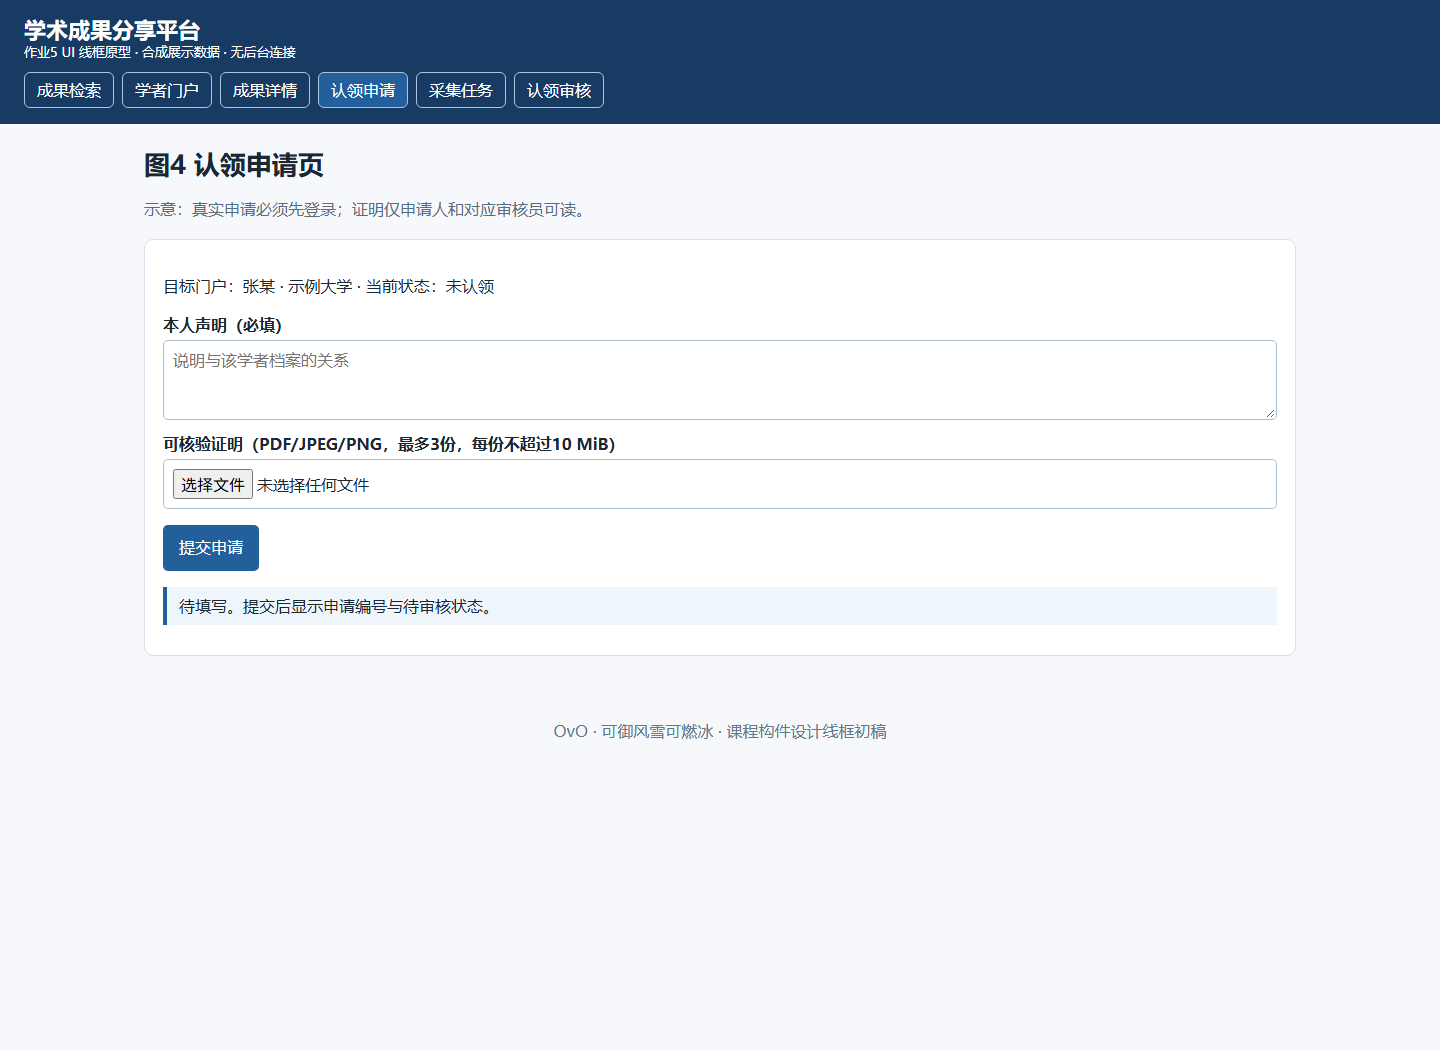 学术成果分享平台
作业5 UI 线框原型 · 合成展示数据 · 无后台连接
成果检索 学者门户 成果详情 认领申请 采集任务 认领审核
图4 认领申请页
示意：真实申请必须先登录；证明仅申请人和对应审核员可读。
目标门户：张某 · 示例大学 · 当前状态：未认领
本人声明（必填）
说明与该学者档案的关系
可核验证明（PDF/JPEG/PNG，最多3份，每份不超过10 MiB）
选择文件 未选择任何文件
提交申请
待填写。提交后显示申请编号与待审核状态。
OvO · 可御风雪可燃冰 · 课程构件设计线框初稿